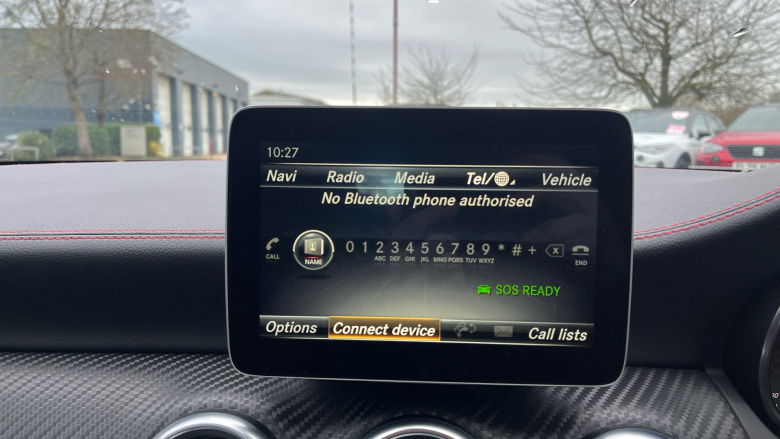 10:27
Navi Radio Media Tel/ Vehicle
No Bluetooth phone authorised
CALL NAME 0 1 2 3 4 5 6 7 8 9 * # + END
ABC DEF GHI JKL MNO PQRS TUV WXYZ
SOS READY
Options Connect device Call lists